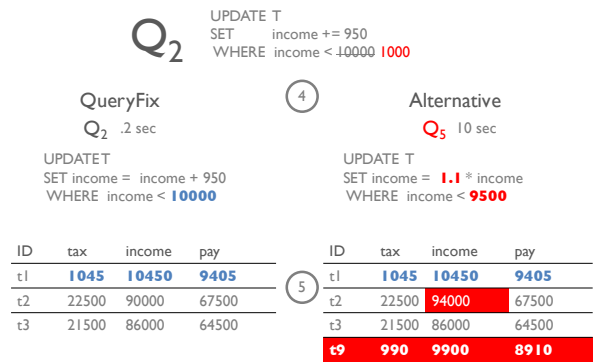 Q2
UPDATE T
SET income += 950
WHERE income < 10000 1000
4
QueryFix
Q2 .2 sec
UPDATET
SET income = income + 950
WHERE income < 10000
Alternative
Q5 10 sec
UPDATE T
SET income = 1.1 * income
WHERE income < 9500
ID tax income pay
t1 1045 10450 9405
t2 22500 90000 67500
t3 21500 86000 64500
5
ID tax income pay
t1 1045 10450 9405
t2 22500 94000 67500
t3 21500 86000 64500
t9 990 9900 8910